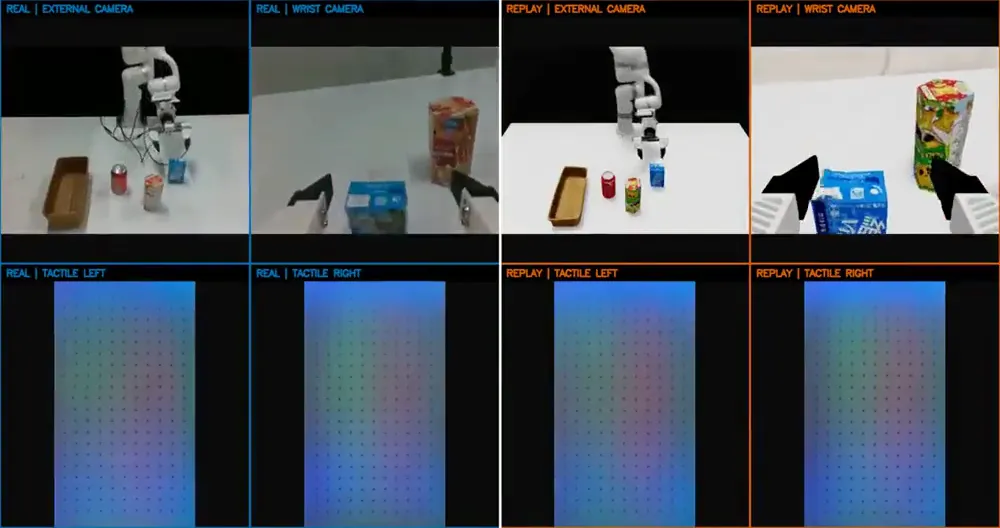 REAL | EXTERNAL CAMERA
REAL | WRIST CAMERA
REPLAY | EXTERNAL CAMERA
REPLAY | WRIST CAMERA
REAL | TACTILE LEFT
REAL | TACTILE RIGHT
REPLAY | TACTILE LEFT
REPLAY | TACTILE RIGHT